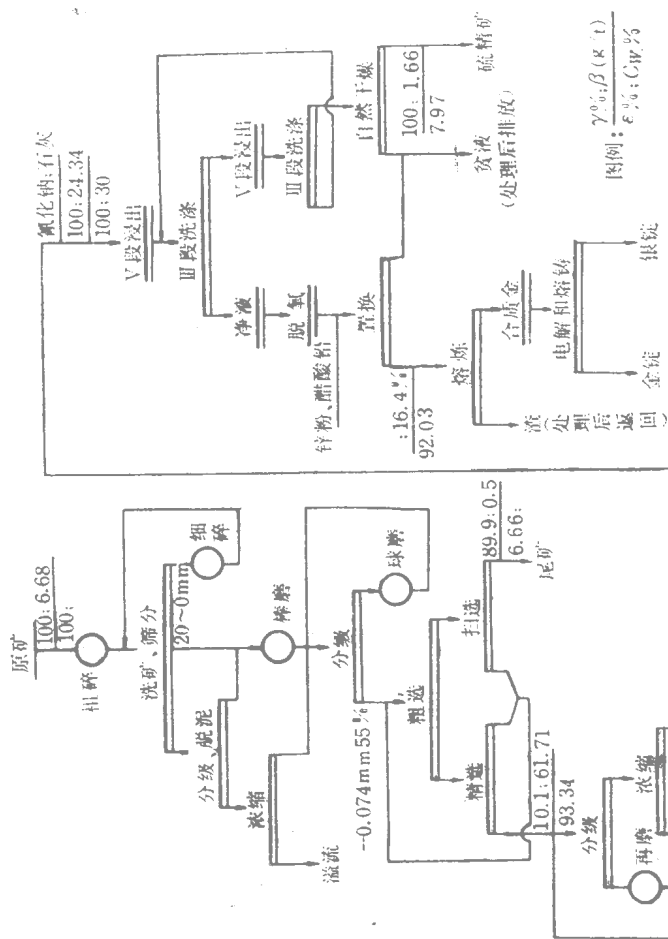 原矿
100:6.68
100:
粗碎
洗矿、筛分
20~0mm
细碎
分级、脱泥
浓缩
溢流
棒磨
分级
球磨
--0.074mm55%
粗选
精选
扫选
89.9:0.5
6.66:
尾矿
10.1:61.71
93.34
分级
再磨
浓缩
氰化钠:石灰
100:24.34
100:30
V段浸出
III段洗涤
净液
脱氧
锌粉、醋酸铅
置换
:16.4%
92.03
熔炼
渣(处理后返回)
合质金
电解和熔铸
金锭
银锭
V段浸出
III段洗涤
自然干燥
100:1.66
7.97
贫液
(处理后排放)
硫精矿
图例:
γ%:β(g/t)
ε%:Cw%